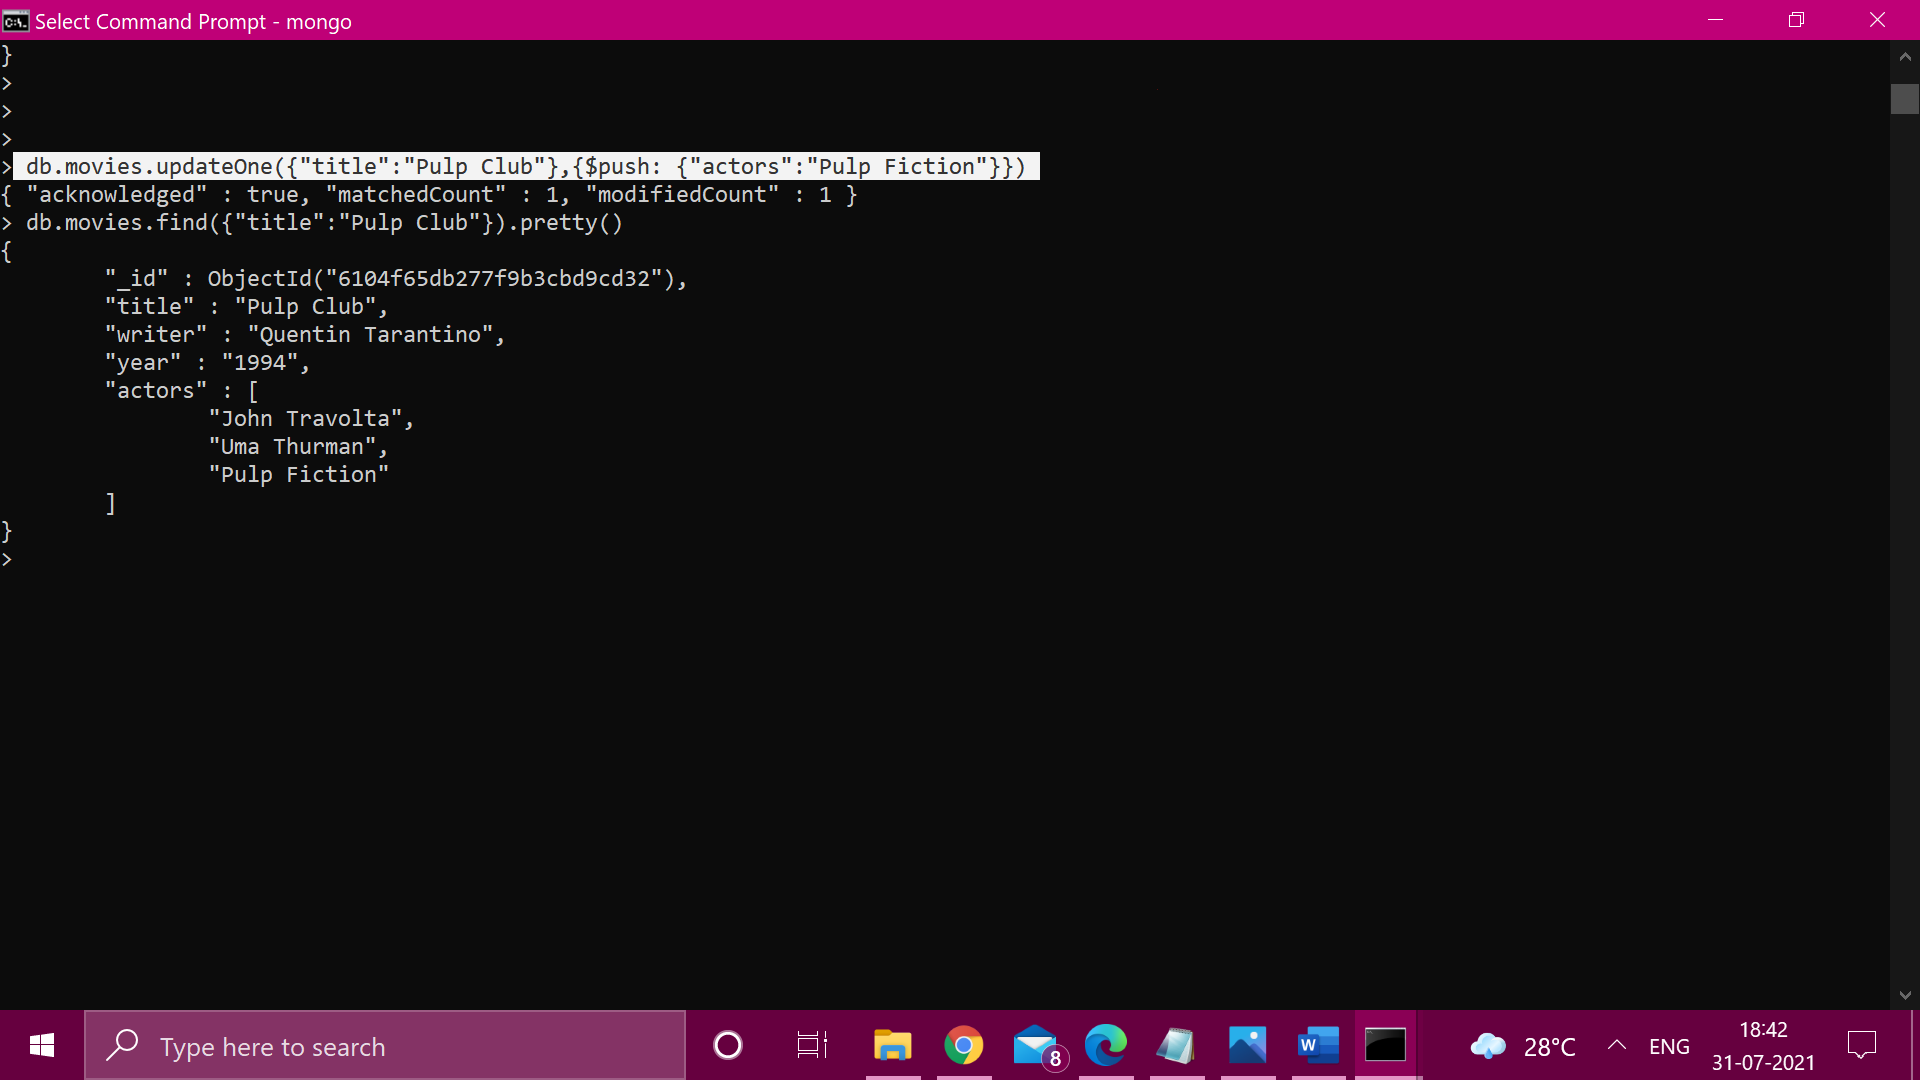 Select Command Prompt - mongo
}
>
>
>
> db.movies.updateOne({"title":"Pulp Club"},{$push: {"actors":"Pulp Fiction"}})
{ "acknowledged" : true, "matchedCount" : 1, "modifiedCount" : 1 }
> db.movies.find({"title":"Pulp Club"}).pretty()
{
        "_id" : ObjectId("6104f65db277f9b3cbd9cd32"),
        "title" : "Pulp Club",
        "writer" : "Quentin Tarantino",
        "year" : "1994",
        "actors" : [
                "John Travolta",
                "Uma Thurman",
                "Pulp Fiction"
        ]
}
>
Type here to search
8
W
28°C
ENG
18:42
31-07-2021